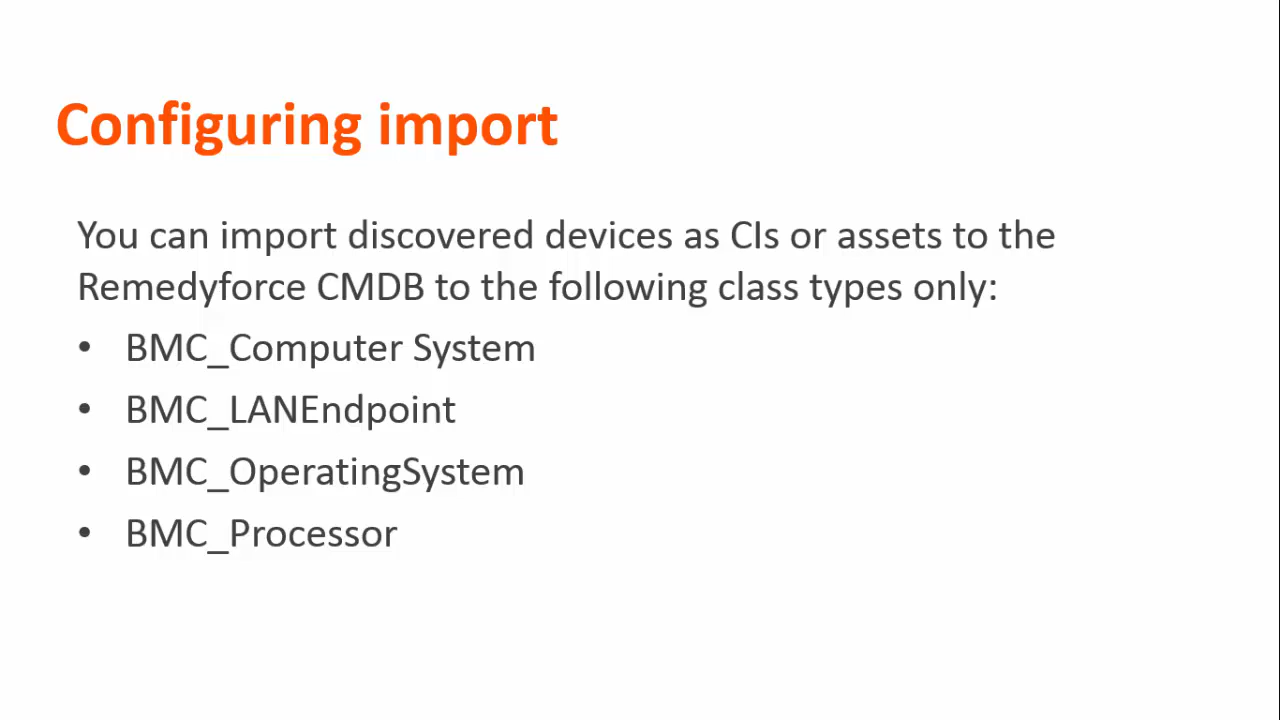 Configuring import
You can import discovered devices as CIs or assets to the
Remedyforce CMDB to the following class types only:
• BMC_Computer System
• BMC_LANEndpoint
• BMC_OperatingSystem
• BMC_Processor